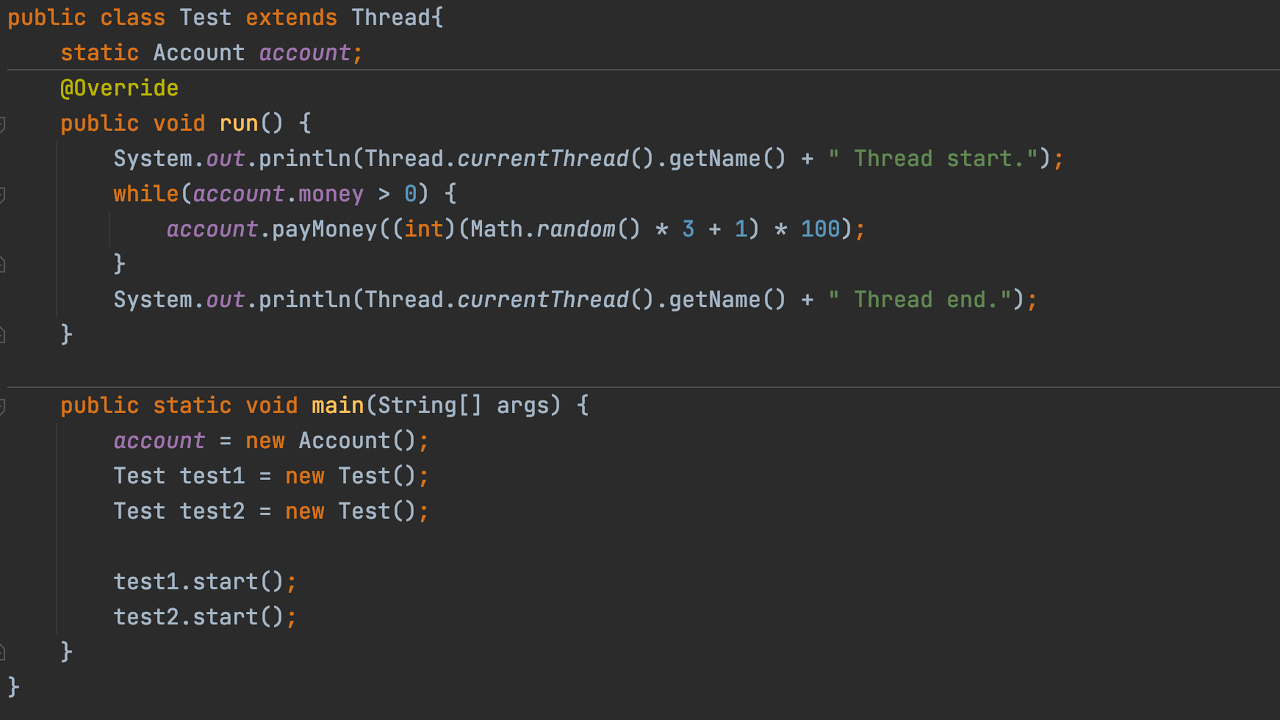 public class Test extends Thread{
    static Account account;
    @Override
    public void run() {
        System.out.println(Thread.currentThread().getName() + " Thread start.");
        while(account.money > 0) {
            account.payMoney((int)(Math.random() * 3 + 1) * 100);
        }
        System.out.println(Thread.currentThread().getName() + " Thread end.");
    }

    public static void main(String[] args) {
        account = new Account();
        Test test1 = new Test();
        Test test2 = new Test();

        test1.start();
        test2.start();
    }
}